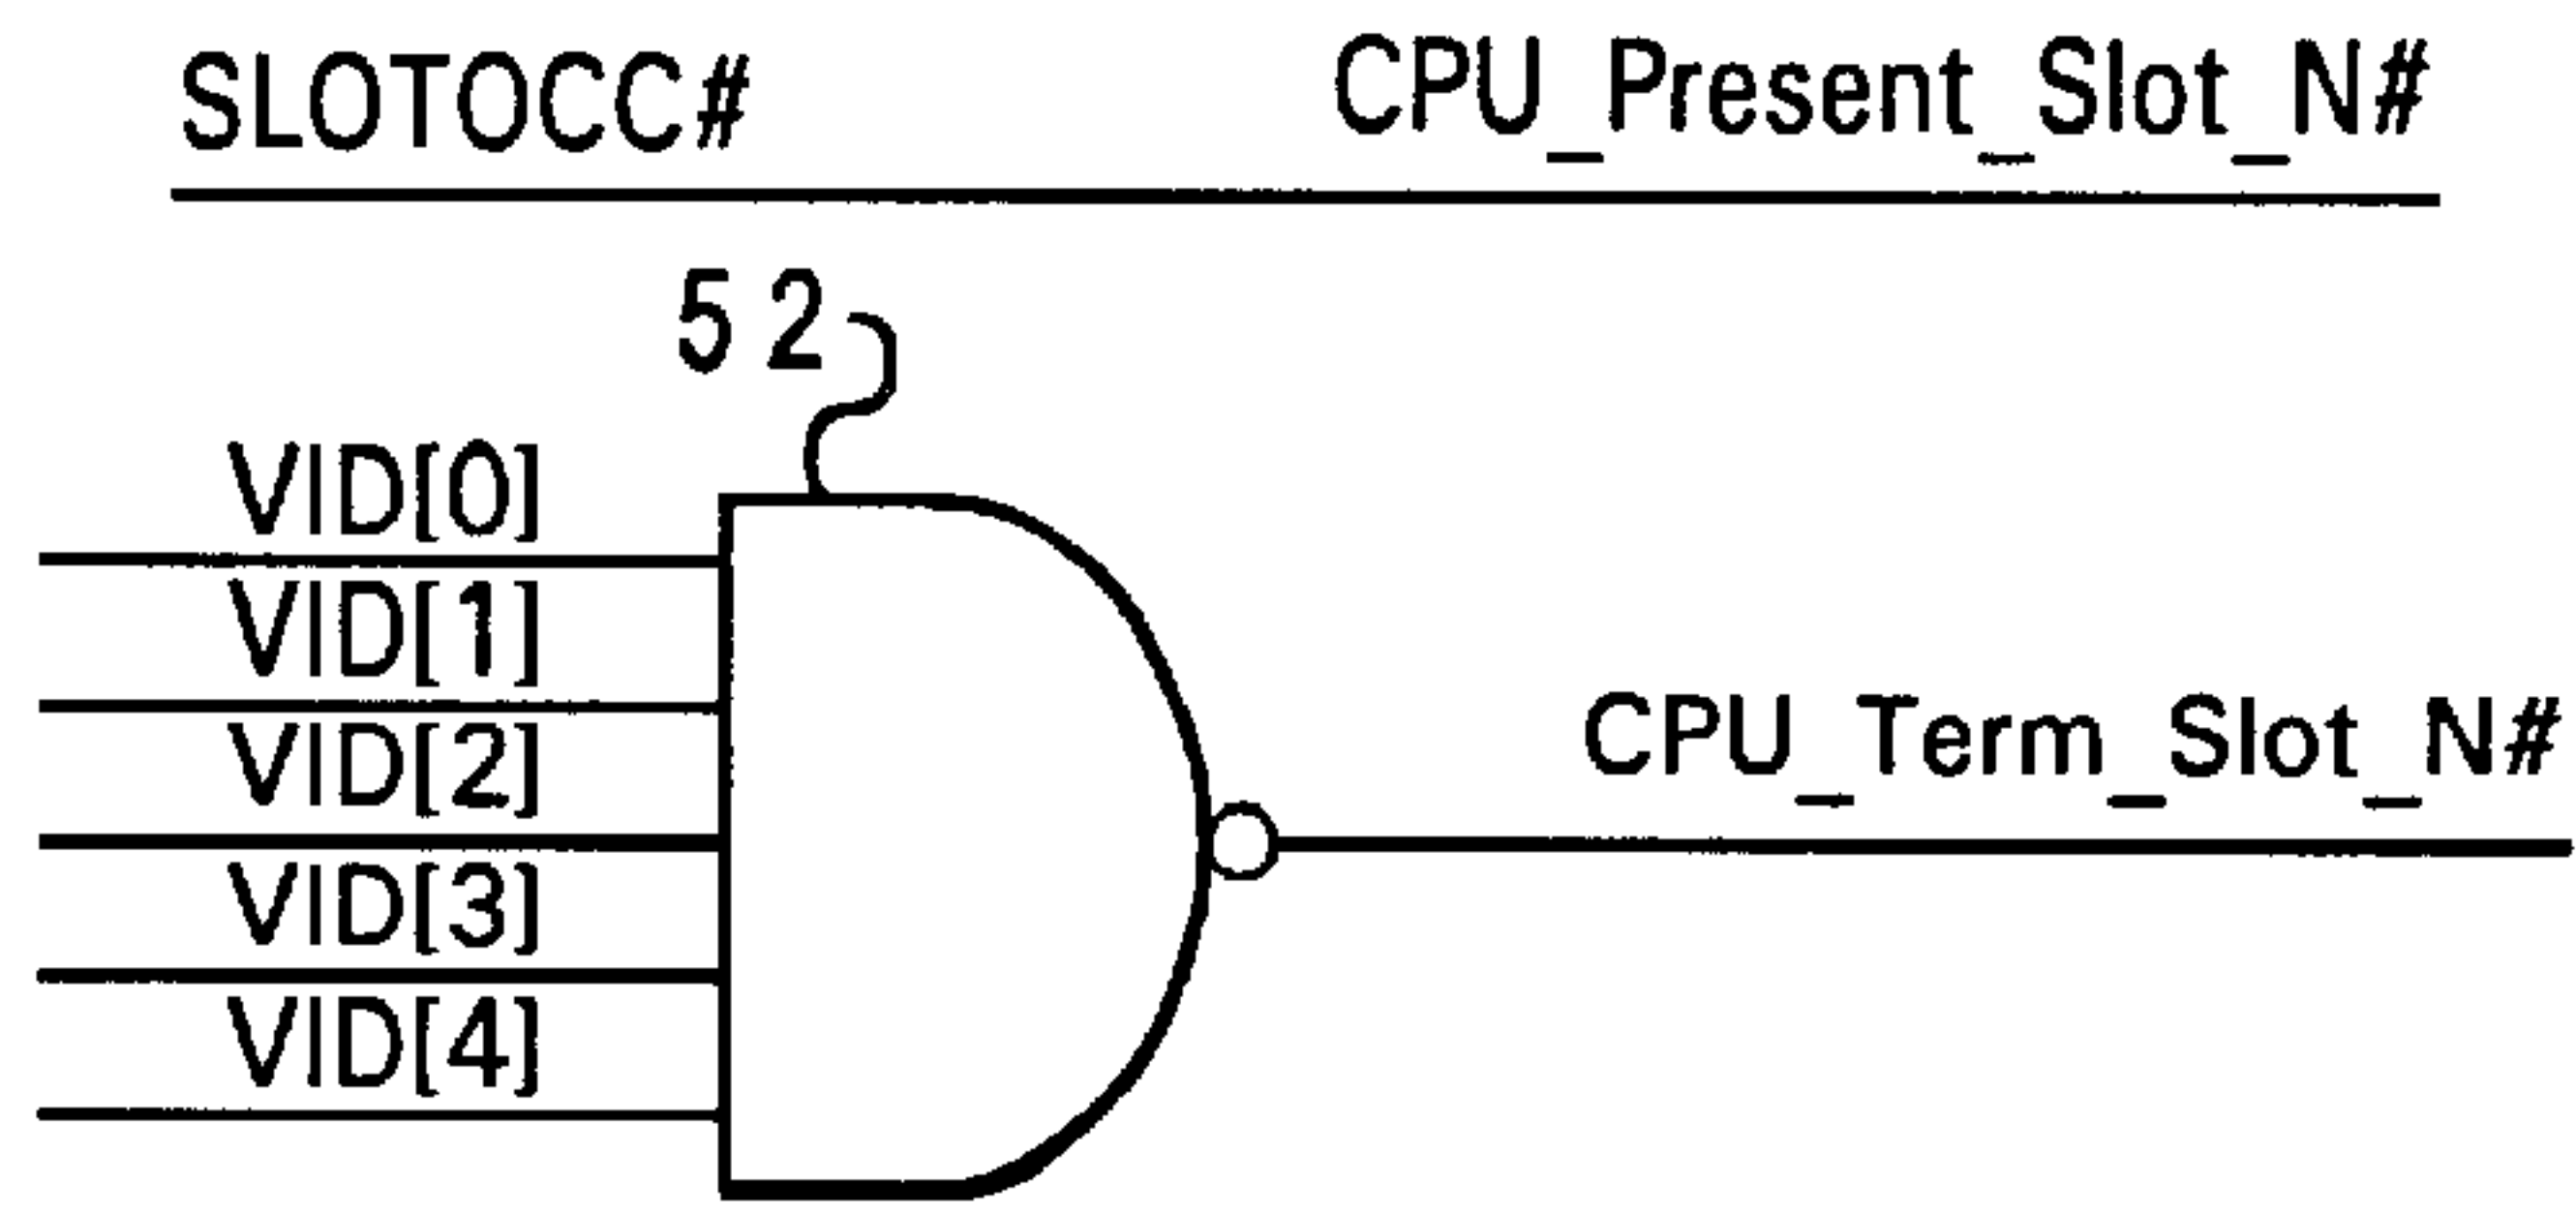 SLOTOCC# CPU_Present_Slot_N#
52
VID[0]
VID[1]
VID[2]
CPU_Term_Slot_N#
VID[3]
VID[4]